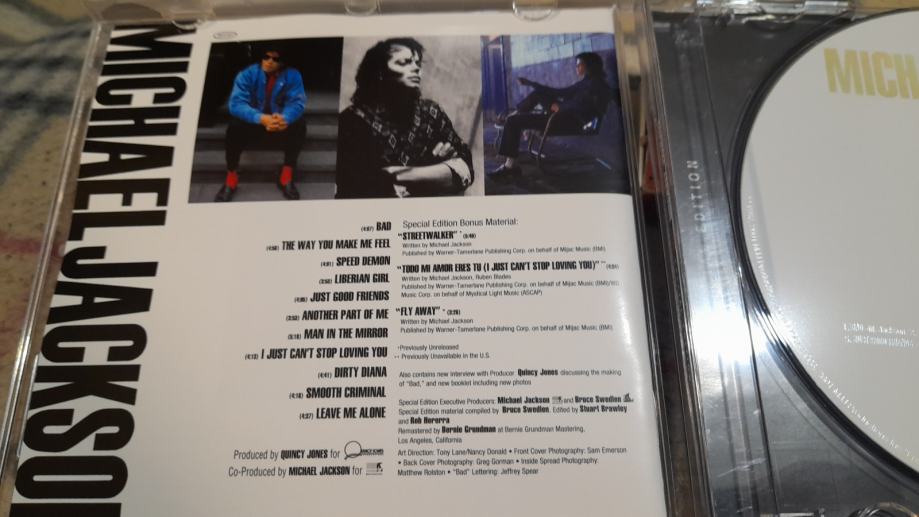 MICHAEL JACKSON
(4:07) BAD
(4:58) THE WAY YOU MAKE ME FEEL
(4:01) SPEED DEMON
(3:53) LIBERIAN GIRL
(4:05) JUST GOOD FRIENDS
(3:53) ANOTHER PART OF ME
(5:18) MAN IN THE MIRROR
(4:13) I JUST CAN'T STOP LOVING YOU
(4:41) DIRTY DIANA
(4:18) SMOOTH CRIMINAL
(4:37) LEAVE ME ALONE
Produced by QUINCY JONES for
Co-Produced by MICHAEL JACKSON for
Special Edition Bonus Material:
"STREETWALKER" * (5:49)
Written by Michael Jackson
Published by Warner-Tamerlane Publishing Corp. on behalf of Mijac Music (BMI)
"TODO MI AMOR ERES TU (I JUST CAN'T STOP LOVING YOU)" **
Written by Michael Jackson, Ruben Blades
Published by Warner-Tamerlane Publishing Corp. on behalf of Mijac Music (BMI)
Music Corp. on behalf of Mystical Light Music (ASCAP)
"FLY AWAY" * (3:26)
Written by Michael Jackson
Published by Warner-Tamerlane Publishing Corp. on behalf of Mijac Music (BMI)
*Previously Unreleased
** Previously Unavailable in the U.S.
Also contains new interview with Producer Quincy Jones discussing the making
of "Bad," and new booklet including new photos
Special Edition Executive Producers: Michael Jackson and Bruce Swedien
Special Edition material compiled by Bruce Swedien. Edited by Stuart Brawley
and Rob Herrera
Remastered by Bernie Grundman at Bernie Grundman Mastering,
Los Angeles, California
Art Direction: Tony Lane/Nancy Donald • Front Cover Photography: Sam Emerson
• Back Cover Photography: Greg Gorman • Inside Spread Photography:
Matthew Rolston • "Bad" Lettering: Jeffrey Spear
EDITION
MICH